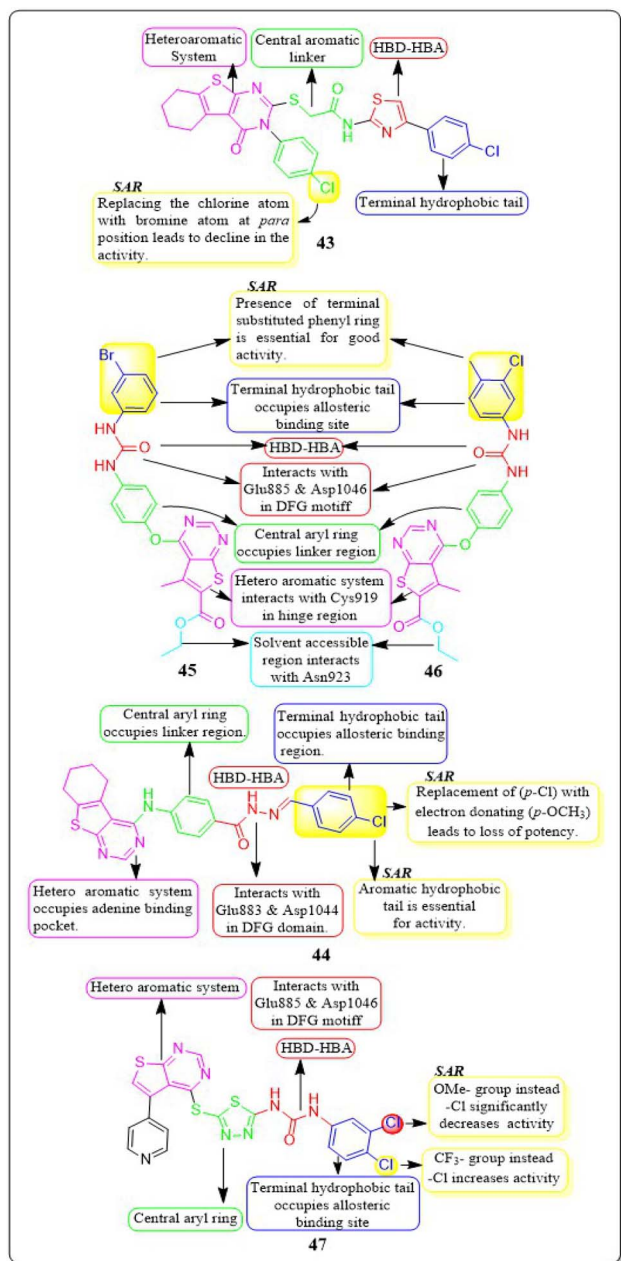 Heteroaromatic
System
Central aromatic
linker
HBD-HBA
S
N
S
O
S
N
O
N
H
N
Cl
Cl
SAR
Replacing the chlorine atom
with bromine atom at para
position leads to decline in the
activity.
Terminal hydrophobic tail
43
SAR
Presence of terminal
substituted phenyl ring
is essential for good
activity.
Br
Cl
Terminal hydrophobic tail
occupies allosteric
binding site
HN
O
HN
NH
O
NH
HBD-HBA
Interacts with
Glu885 & Asp1046
in DFG motiff
Central aryl ring
occupies linker region
N
N
O
S
O
O
N
N
O
S
O
O
Hetero aromatic system
interacts with Cys919
in hinge region
Solvent accessible
region interacts
with Asn923
45
46
Central aryl ring
occupies linker region.
Terminal hydrophobic tail
occupies allosteric binding
region.
HBD-HBA
SAR
Replacement of (p-Cl) with
electron donating (p-OCH3)
leads to loss of potency.
H
N
S
N
N
O
H
N
N
Cl
Hetero aromatic system
occupies adenine binding
pocket.
Interacts with
Glu883 & Asp1044
in DFG domain.
SAR
Aromatic hydrophobic
tail is essential
for activity.
44
Hetero aromatic system
Interacts with
Glu885 & Asp1046
in DFG motiff
HBD-HBA
S
N
N
S
S
N
N
H
N
O
H
N
N
Cl
Cl
SAR
OMe- group instead
-Cl significantly
decreases activity
CF3- group instead
-Cl increases activity
Central aryl ring
Terminal hydrophobic tail
occupies allosteric
binding site
47